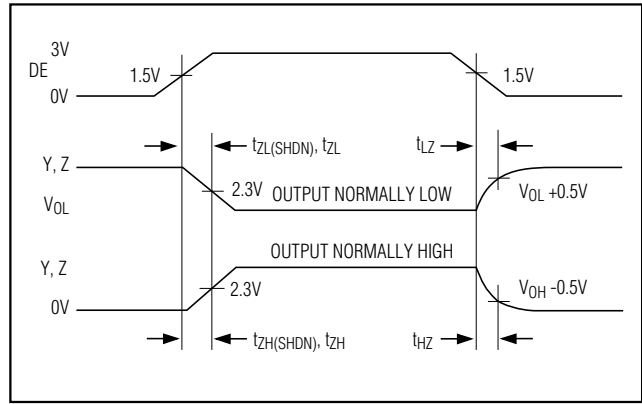 3V
DE
1.5V
1.5V
0V
tZL(SHDN), tZL
tLZ
Y, Z
2.3V
OUTPUT NORMALLY LOW
VOL +0.5V
VOL
OUTPUT NORMALLY HIGH
Y, Z
2.3V
VOH -0.5V
0V
tZH(SHDN), tZH
tHZ